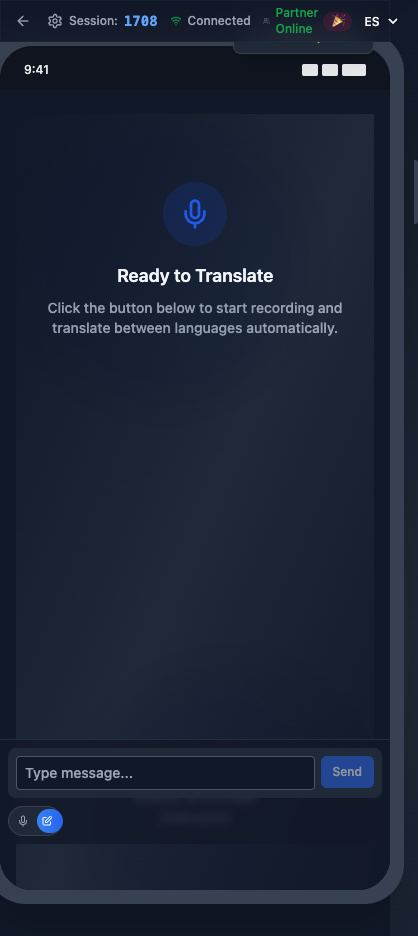 Session: 1708 Connected Partner Online ES
9:41
Ready to Translate
Click the button below to start recording and
translate between languages automatically.
Type message... Send